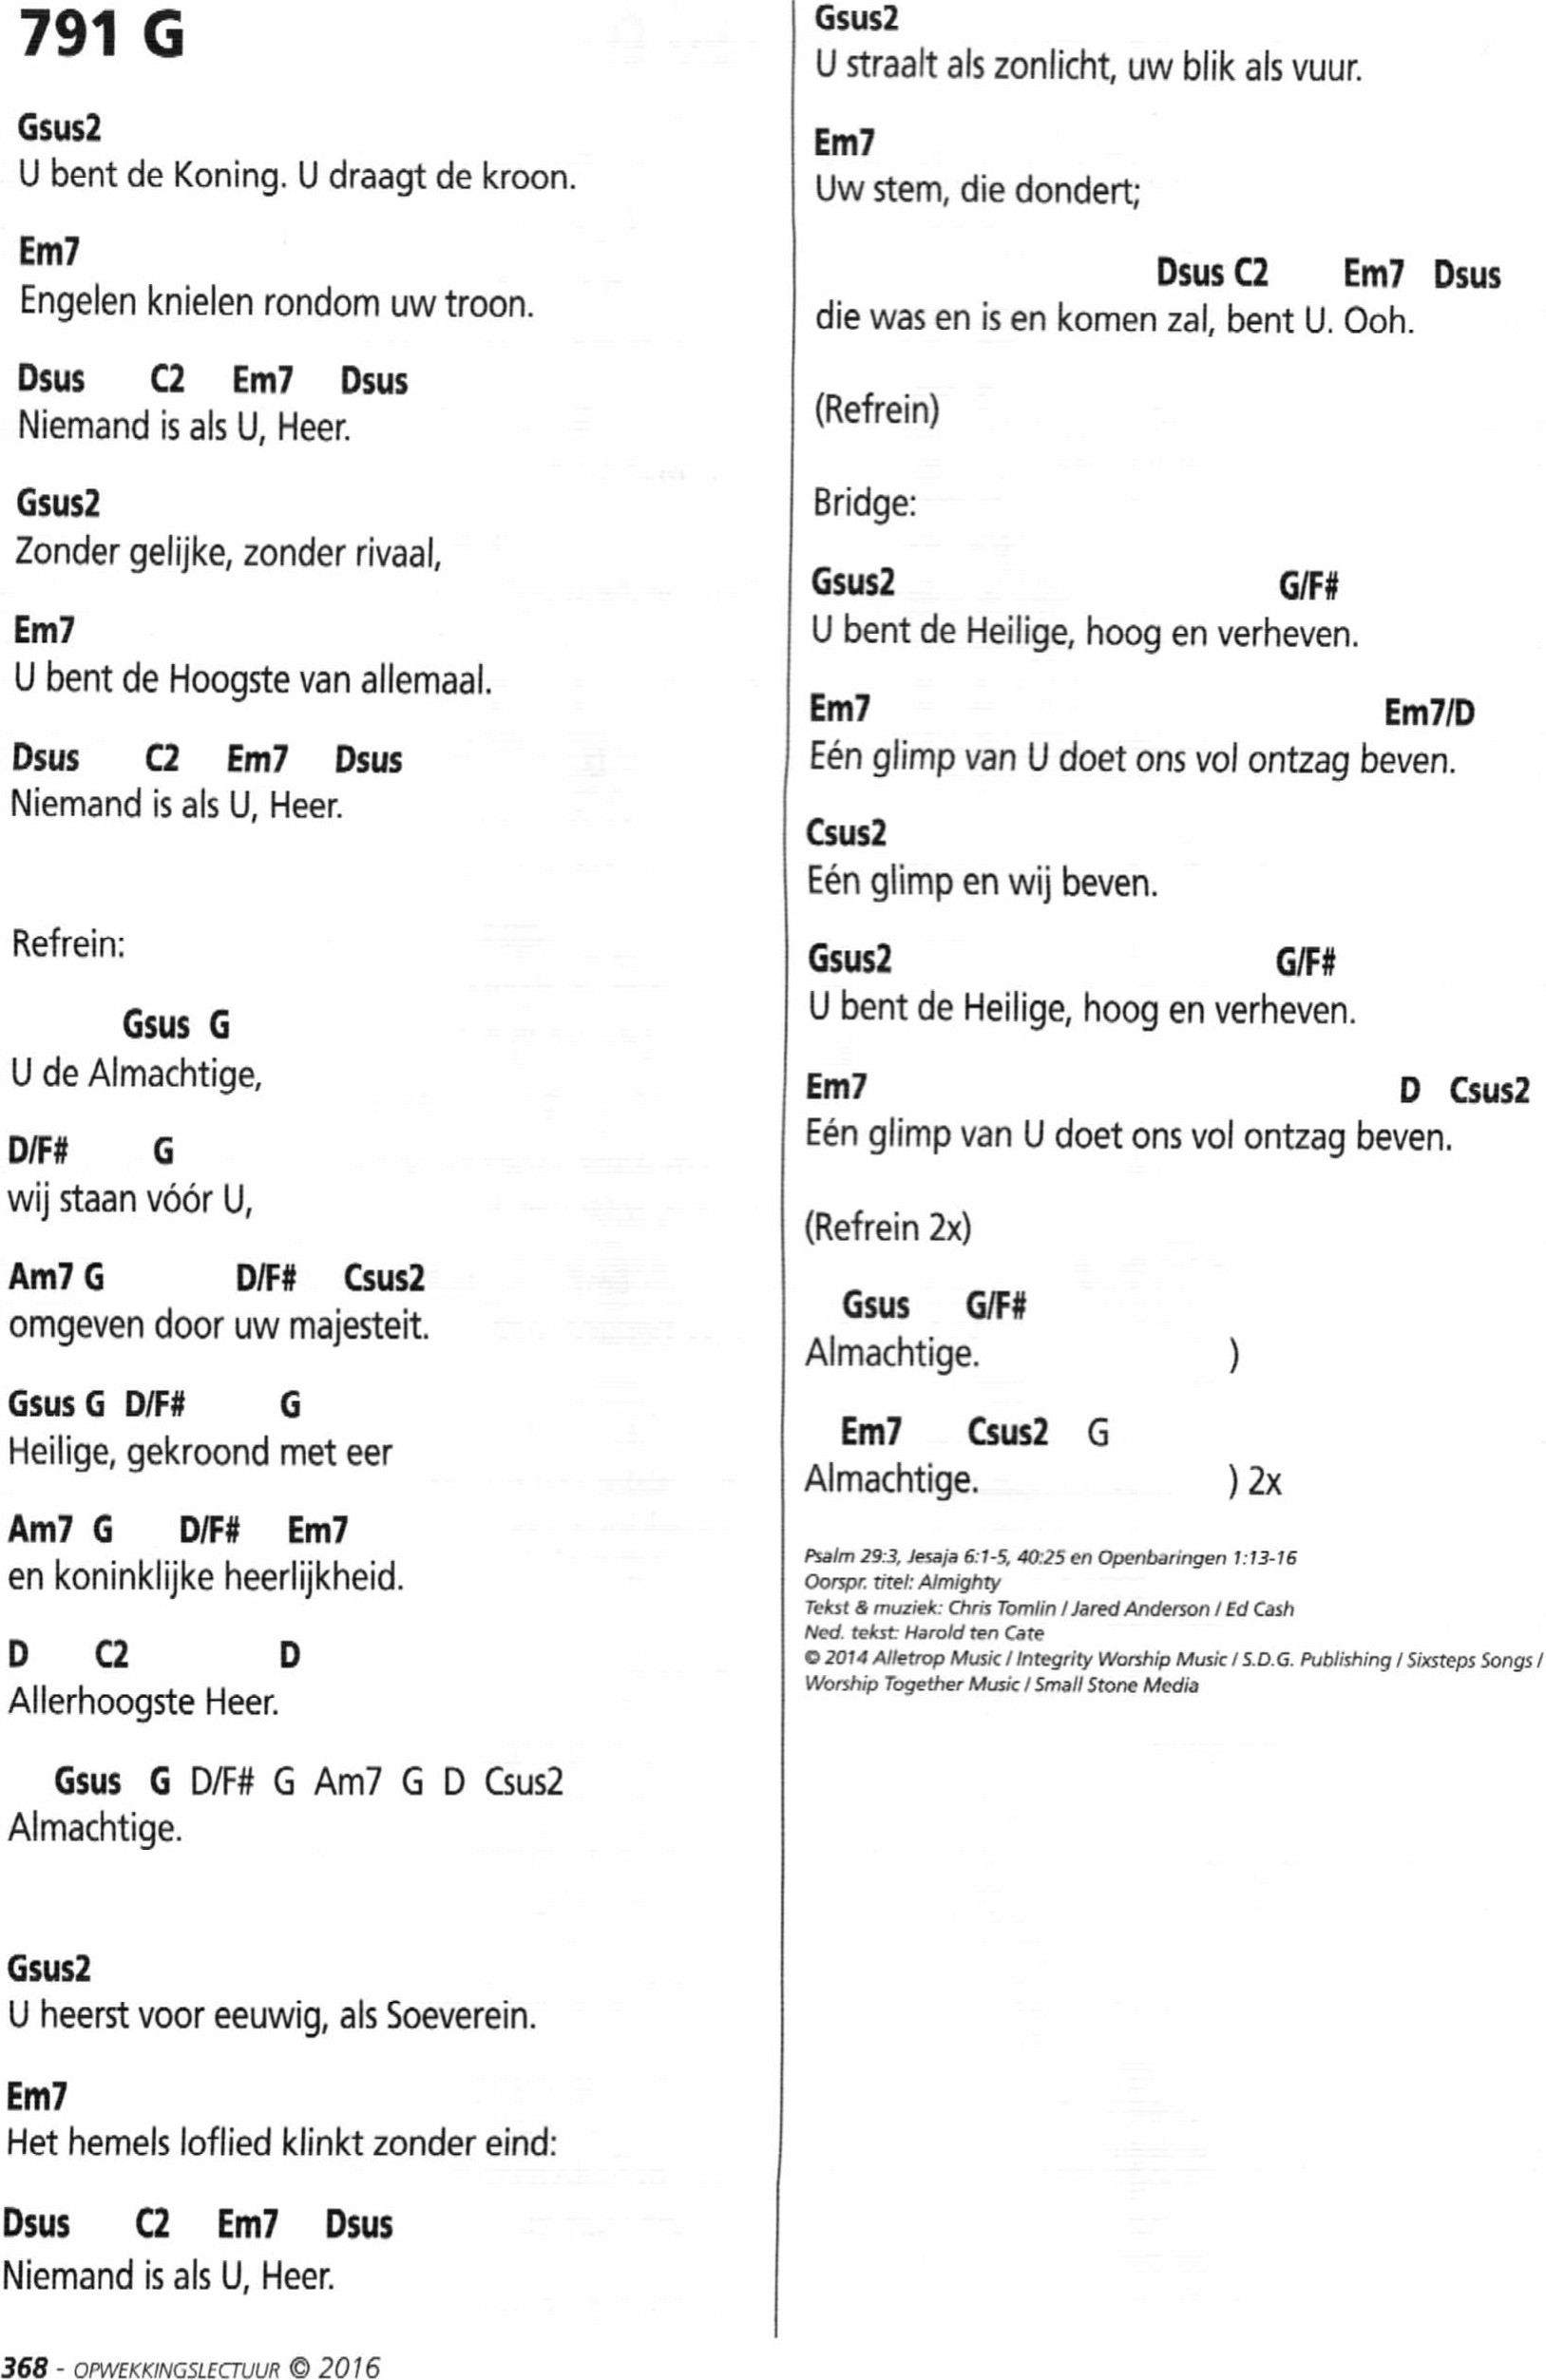 791 G
Gsus2
U bent de Koning. U draagt de kroon.
Em7
Engelen knielen rondom uw troon.
Dsus C2 Em7 Dsus
Niemand is als U, Heer.
Gsus2
Zonder gelijke, zonder rivaal,
Em7
U bent de Hoogste van allemaal.
Dsus C2 Em7 Dsus
Niemand is als U, Heer.
Refrein:
Gsus G
U de Almachtige,
D/F# G
wij staan vóór U,
Am7 G D/F# Csus2
omgeven door uw majesteit.
Gsus G D/F# G
Heilige, gekroond met eer
Am7 G D/F# Em7
en koninklijke heerlijkheid.
D C2 D
Allerhoogste Heer.
Gsus G D/F# G Am7 G D Csus2
Almachtige.
Gsus2
U heerst voor eeuwig, als Soeverein.
Em7
Het hemels loflied klinkt zonder eind:
Dsus C2 Em7 Dsus
Niemand is als U, Heer.
Gsus2
U straalt als zonlicht, uw blik als vuur.
Em7
Uw stem, die dondert;
Dsus C2 Em7 Dsus
die was en is en komen zal, bent U. Ooh.
(Refrein)
Bridge:
Gsus2 G/F#
U bent de Heilige, hoog en verheven.
Em7 Em7/D
Eén glimp van U doet ons vol ontzag beven.
Csus2
Eén glimp en wij beven.
Gsus2 G/F#
U bent de Heilige, hoog en verheven.
Em7 D Csus2
Eén glimp van U doet ons vol ontzag beven.
(Refrein 2x)
Gsus G/F#
Almachtige. )
Em7 Csus2 G
Almachtige. ) 2x
Psalm 29:3, Jesaja 6:1-5, 40:25 en Openbaringen 1:13-16
Oorspr. titel: Almighty
Tekst & muziek: Chris Tomlin / Jared Anderson / Ed Cash
Ned. tekst: Harold ten Cate
© 2014 Alletrop Music / Integrity Worship Music / S.D.G. Publishing / Sixsteps Songs /
Worship Together Music / Small Stone Media
368 - OPWEKKINGSLECTUUR © 2016